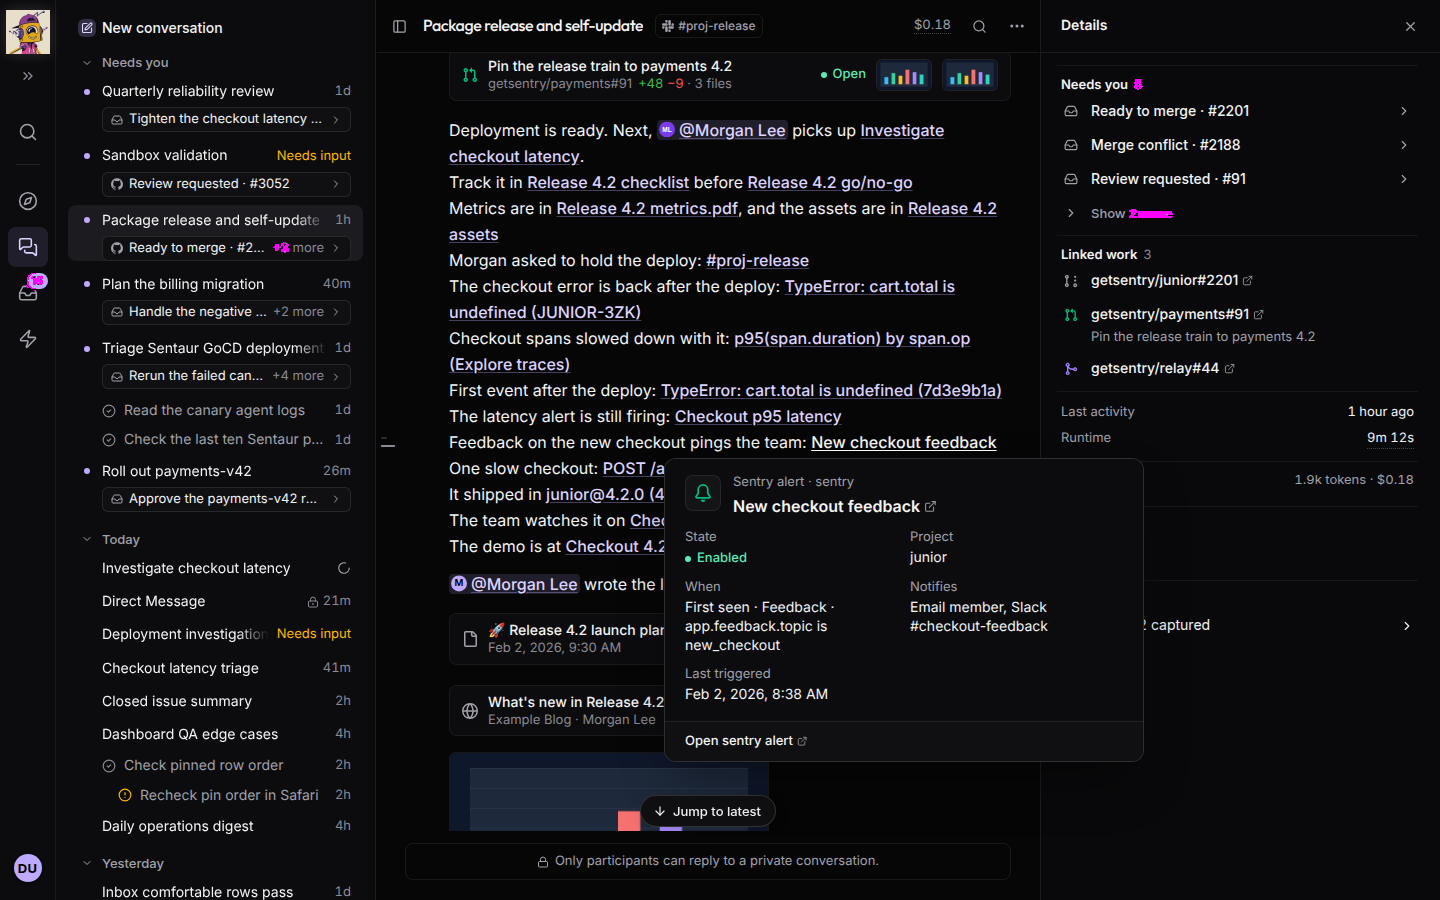 New conversation
Needs you
Quarterly reliability review 1d
Tighten the checkout latency ...
Sandbox validation Needs input
Review requested · #3052
Package release and self-update 1h
Ready to merge · #2... more
Plan the billing migration 40m
Handle the negative ... +2 more
Triage Sentaur GoCD deployment 1d
Rerun the failed can... +4 more
Read the canary agent logs 1d
Check the last ten Sentaur p... 1d
Roll out payments-v42 26m
Approve the payments-v42 r...
Today
Investigate checkout latency
Direct Message 21m
Deployment investigation Needs input
Checkout latency triage 41m
Closed issue summary 2h
Dashboard QA edge cases 4h
Check pinned row order 2h
Recheck pin order in Safari 2h
Daily operations digest 4h
Yesterday
Inbox comfortable rows pass 1d
DU
Package release and self-update #proj-release $0.18
Pin the release train to payments 4.2
getsentry/payments#91 +48 −9 · 3 files
Open
Deployment is ready. Next, ML @Morgan Lee picks up Investigate
checkout latency.
Track it in Release 4.2 checklist before Release 4.2 go/no-go
Metrics are in Release 4.2 metrics.pdf, and the assets are in Release 4.2
assets
Morgan asked to hold the deploy: #proj-release
The checkout error is back after the deploy: TypeError: cart.total is
undefined (JUNIOR-3ZK)
Checkout spans slowed down with it: p95(span.duration) by span.op
(Explore traces)
First event after the deploy: TypeError: cart.total is undefined (7d3e9b1a)
The latency alert is still firing: Checkout p95 latency
Feedback on the new checkout pings the team: New checkout feedback
One slow checkout: POST /a
It shipped in junior@4.2.0 (4
The team watches it on Chec
The demo is at Checkout 4.2
M @Morgan Lee wrote the l
🚀 Release 4.2 launch plan
Feb 2, 2026, 9:30 AM
What's new in Release 4.2
Example Blog · Morgan Lee
Jump to latest
Only participants can reply to a private conversation.
Sentry alert · sentry
New checkout feedback
State
Enabled
Project
junior
When
First seen · Feedback ·
app.feedback.topic is
new_checkout
Notifies
Email member, Slack
#checkout-feedback
Last triggered
Feb 2, 2026, 8:38 AM
Open sentry alert
Details
Needs you
Ready to merge · #2201
Merge conflict · #2188
Review requested · #91
Show
Linked work 3
getsentry/junior#2201
getsentry/payments#91
Pin the release train to payments 4.2
getsentry/relay#44
Last activity 1 hour ago
Runtime 9m 12s
1.9k tokens · $0.18
captured